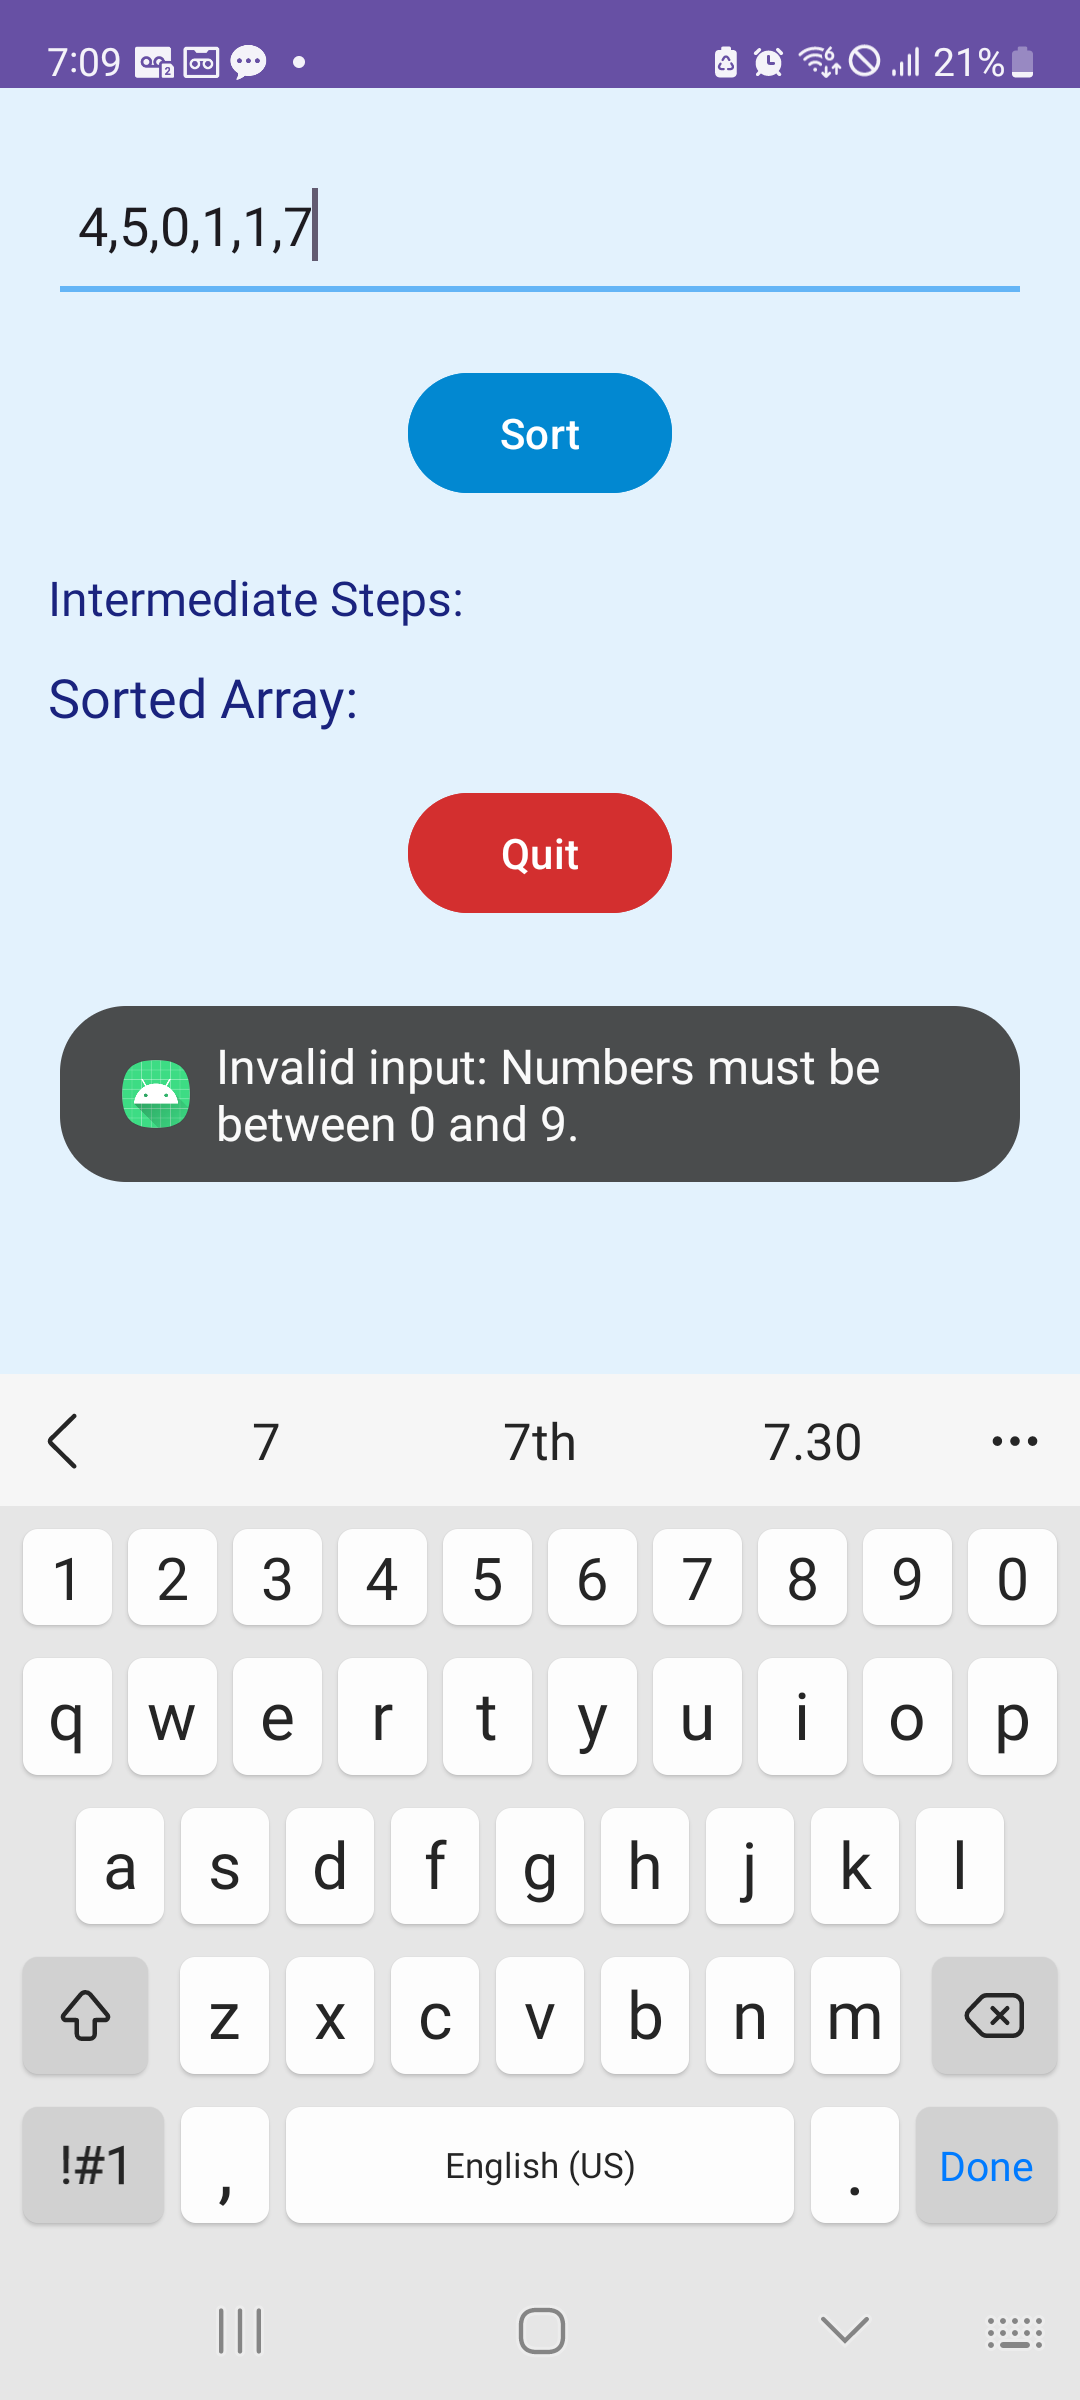 7:09
21%
4,5,0,1,1,7
Sort
Intermediate Steps:
Sorted Array:
Quit
Invalid input: Numbers must be
between 0 and 9.
7 7th 7.30
1 2 3 4 5 6 7 8 9 0
q w e r t y u i o p
a s d f g h j k l
z x c v b n m
!#1 , English (US) . Done